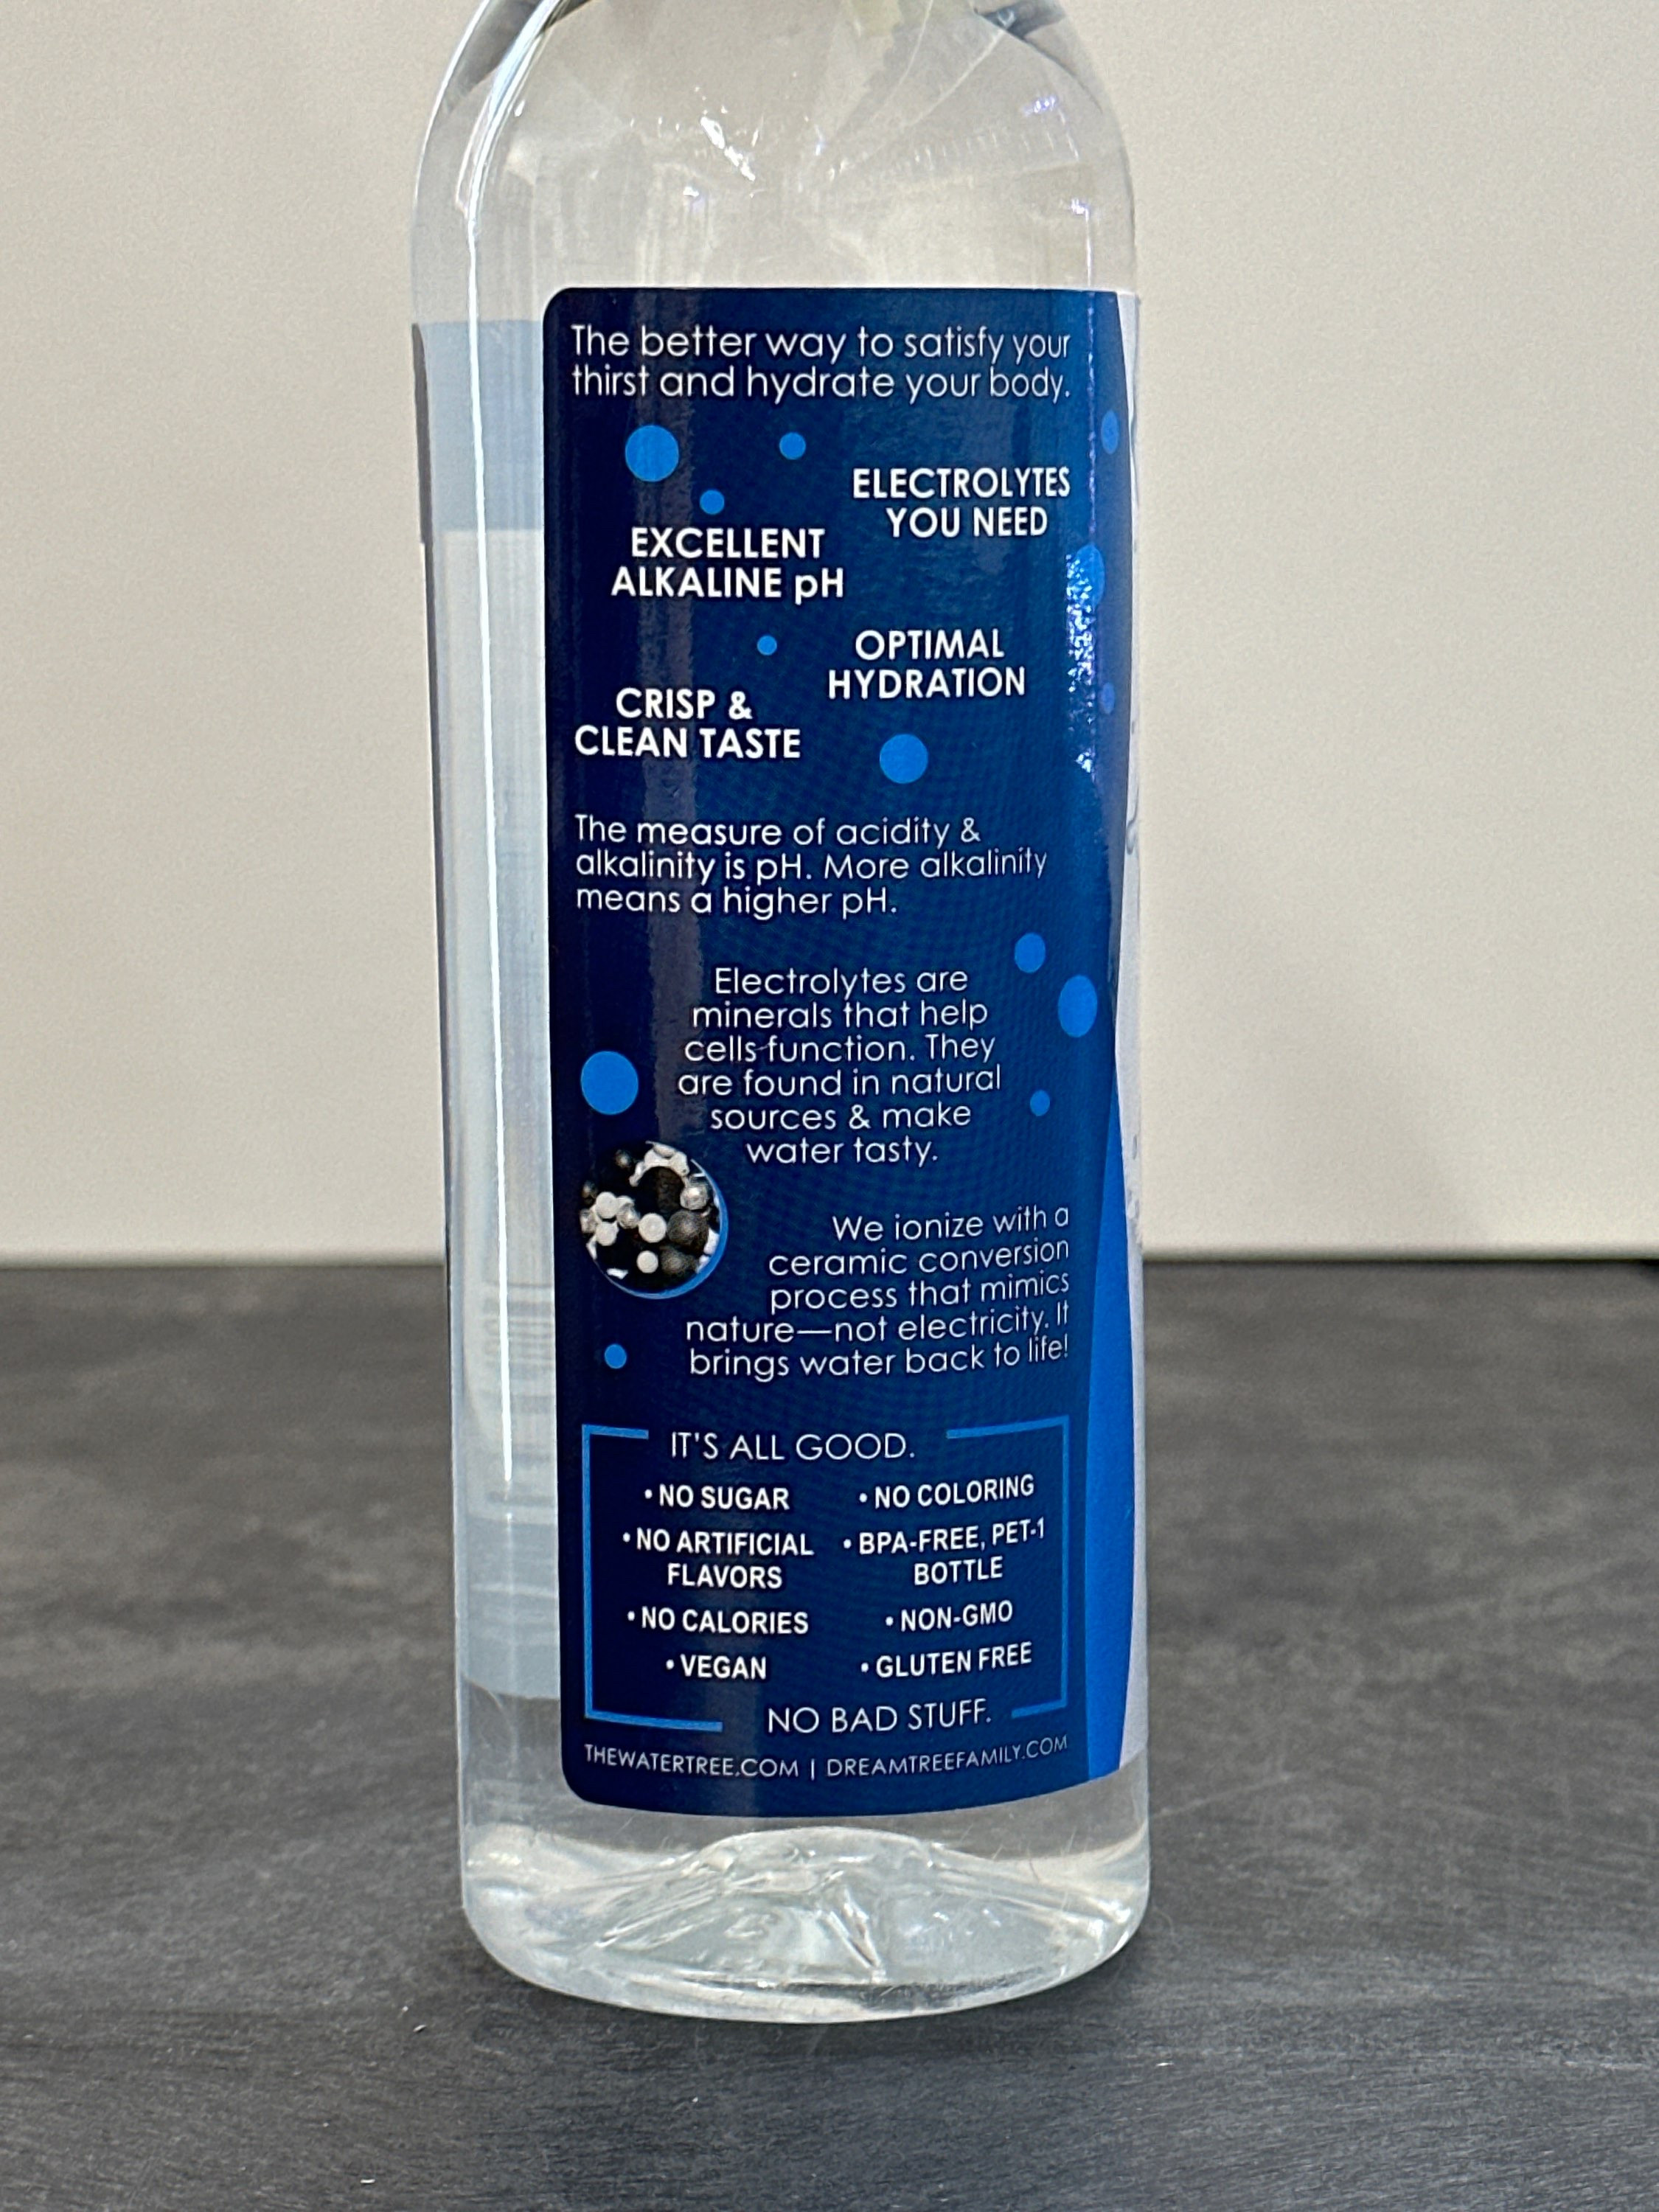 The better way to satisfy your
thirst and hydrate your body.
ELECTROLYTES
YOU NEED
EXCELLENT
ALKALINE pH
OPTIMAL
HYDRATION
CRISP &
CLEAN TASTE
The measure of acidity &
alkalinity is pH. More alkalinity
means a higher pH.
Electrolytes are
minerals that help
cells function. They
are found in natural
sources & make
water tasty.
We ionize with a
ceramic conversion
process that mimics
nature—not electricity. It
brings water back to life!
IT'S ALL GOOD.
• NO SUGAR • NO COLORING
• NO ARTIFICIAL • BPA-FREE, PET-1
FLAVORS BOTTLE
• NO CALORIES • NON-GMO
• VEGAN • GLUTEN FREE
NO BAD STUFF.
THEWATERTREE.COM | DREAMTREEFAMILY.COM